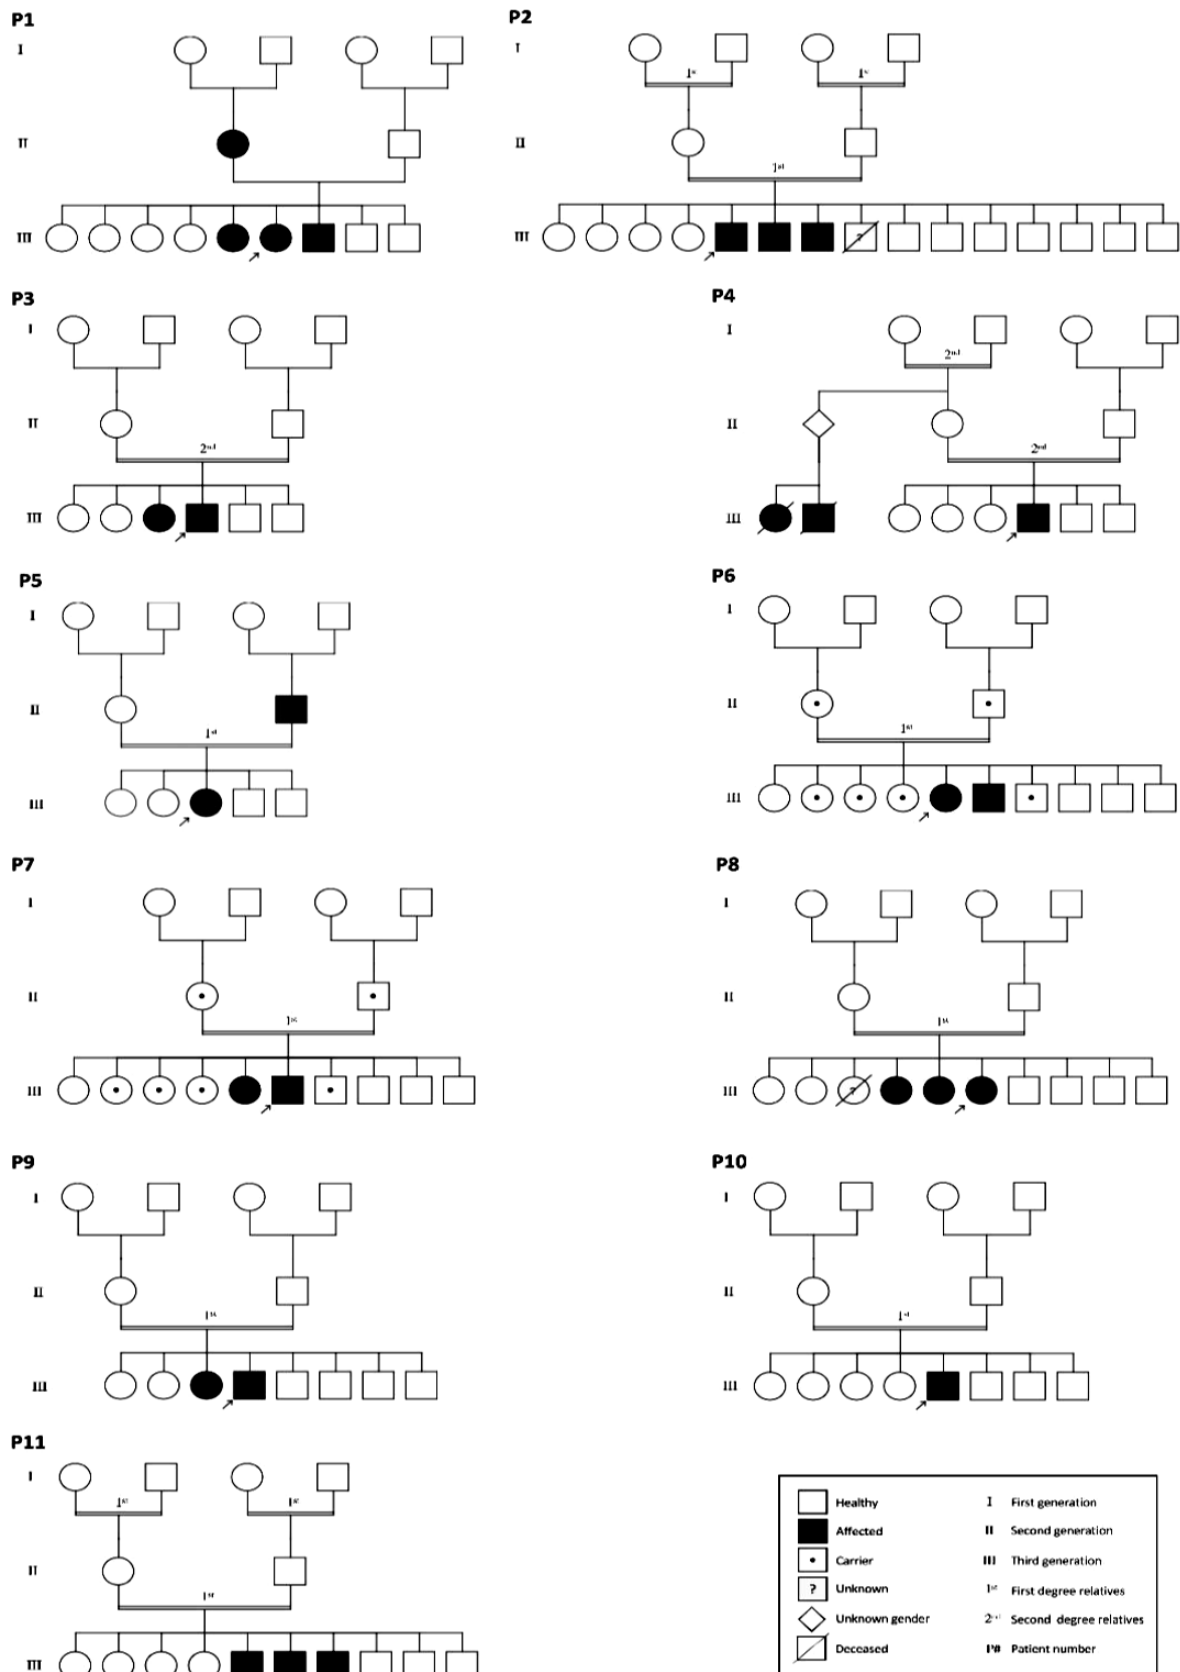 P1
I
II
III
P2
I
1st
1st
II
1st
III
?
P3
I
II
2nd
III
P4
I
2nd
II
2nd
III
P5
I
II
1st
III
P6
I
II
1st
III
P7
I
II
1st
III
P8
I
II
1st
III
?
P9
I
II
1st
III
P10
I
II
1st
III
P11
I
1st
1st
II
1st
III
Healthy
Affected
Carrier
? Unknown
Unknown gender
Deceased
I First generation
II Second generation
III Third generation
1st First degree relatives
2nd Second degree relatives
P# Patient number